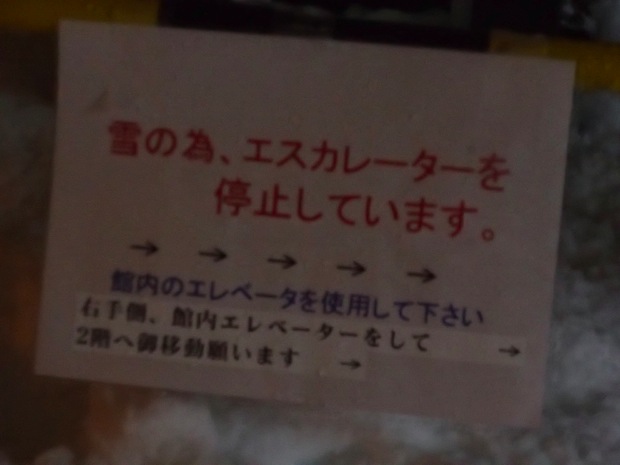 雪の為、エスカレーターを
停止しています。
→ → → → →
館内のエレベータを使用して下さい
右手側、館内エレベーターをして →
2階へ御移動願います →